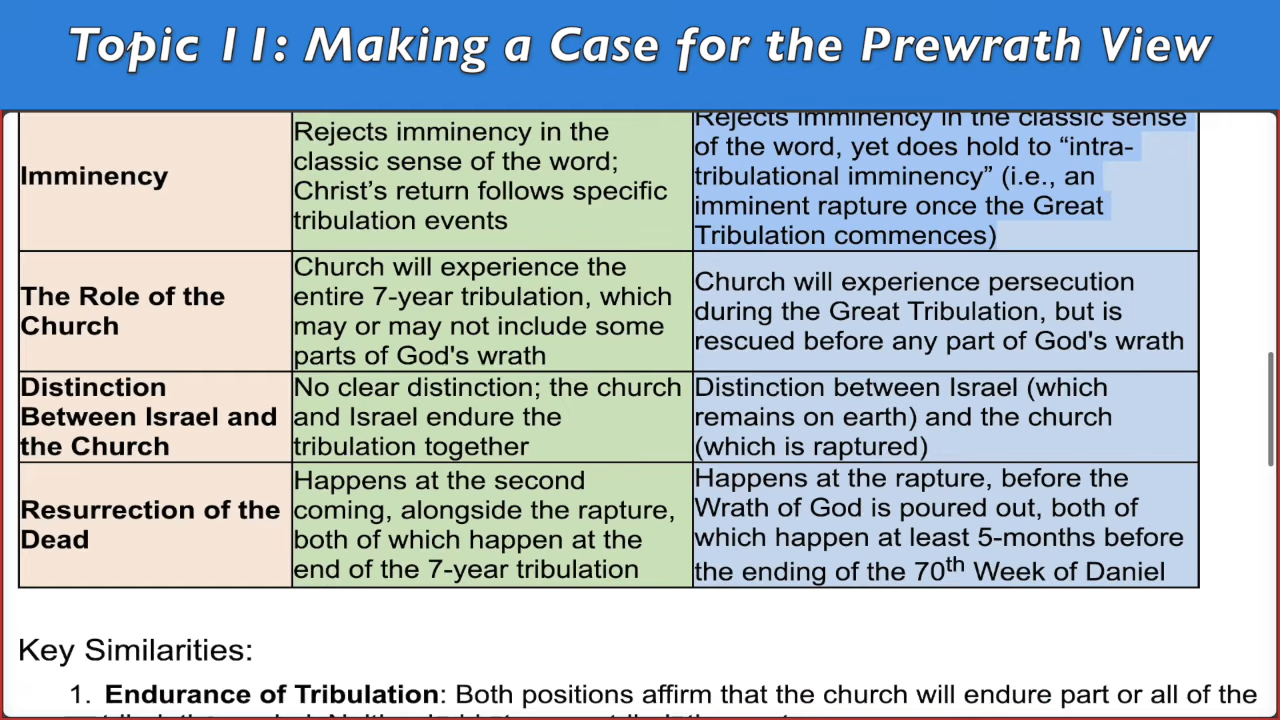 Topic 11: Making a Case for the Prewrath View
Imminency
Rejects imminency in the
classic sense of the word;
Christ's return follows specific
tribulation events
Rejects imminency in the classic sense
of the word, yet does hold to “intra-
tribulational imminency” (i.e., an
imminent rapture once the Great
Tribulation commences)
The Role of the
Church
Church will experience the
entire 7-year tribulation, which
may or may not include some
parts of God's wrath
Church will experience persecution
during the Great Tribulation, but is
rescued before any part of God's wrath
Distinction
Between Israel and
the Church
No clear distinction; the church
and Israel endure the
tribulation together
Distinction between Israel (which
remains on earth) and the church
(which is raptured)
Resurrection of the
Dead
Happens at the second
coming, alongside the rapture,
both of which happen at the
end of the 7-year tribulation
Happens at the rapture, before the
Wrath of God is poured out, both of
which happen at least 5-months before
the ending of the 70th Week of Daniel
Key Similarities:
1. Endurance of Tribulation: Both positions affirm that the church will endure part or all of the